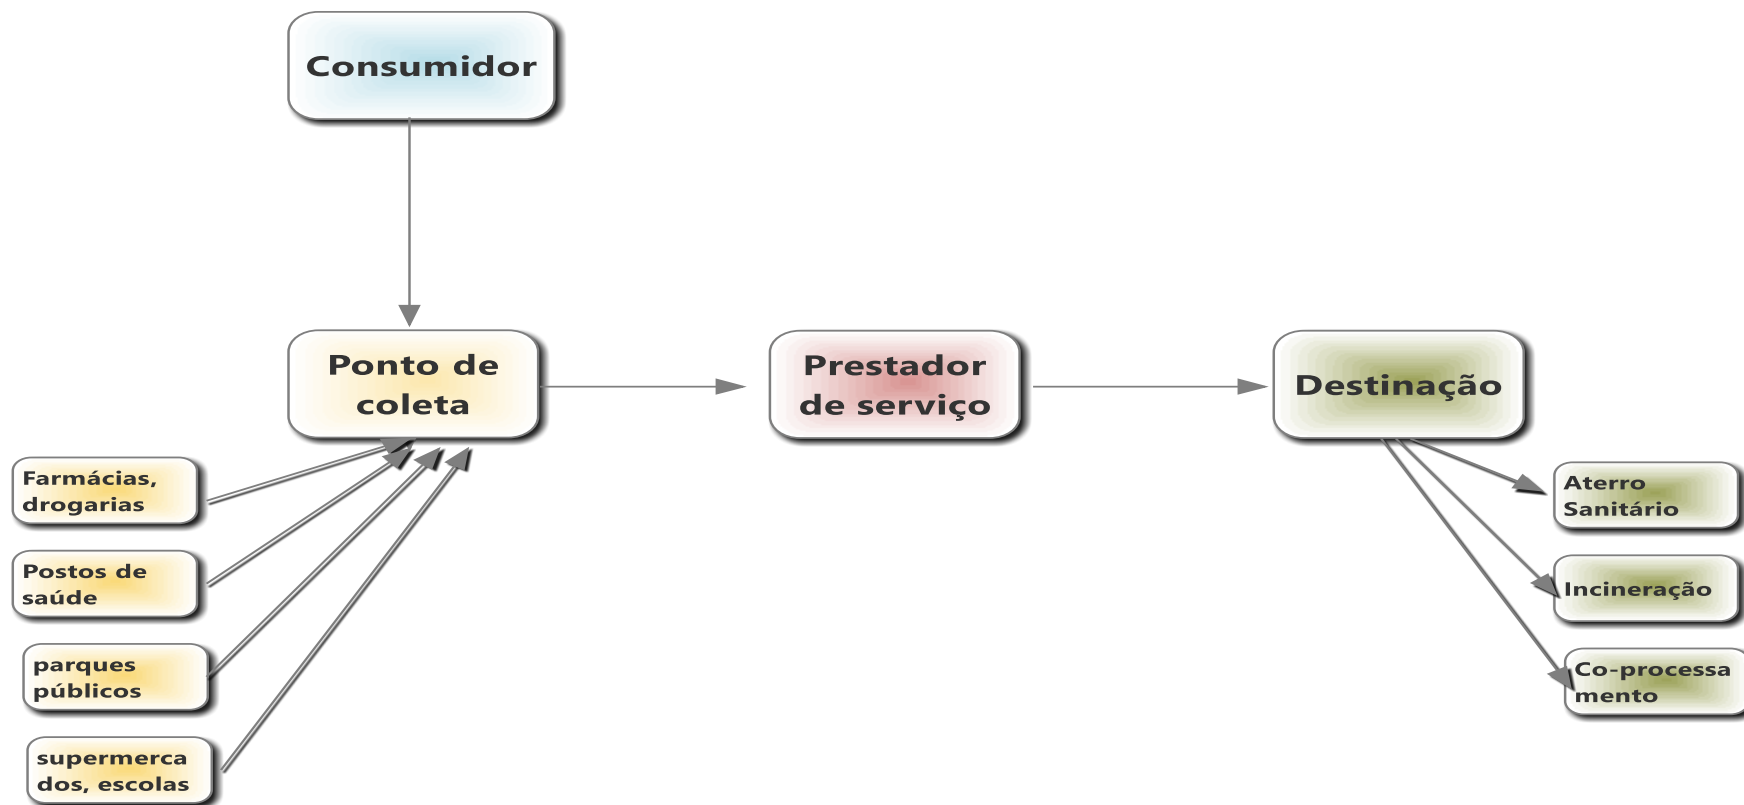 Consumidor
Ponto de
coleta
Prestador
de serviço
Destinação
Farmácias,
drogarias
Postos de
saúde
parques
públicos
supermerca
dos, escolas
Aterro
Sanitário
Incineração
Co-processa
mento